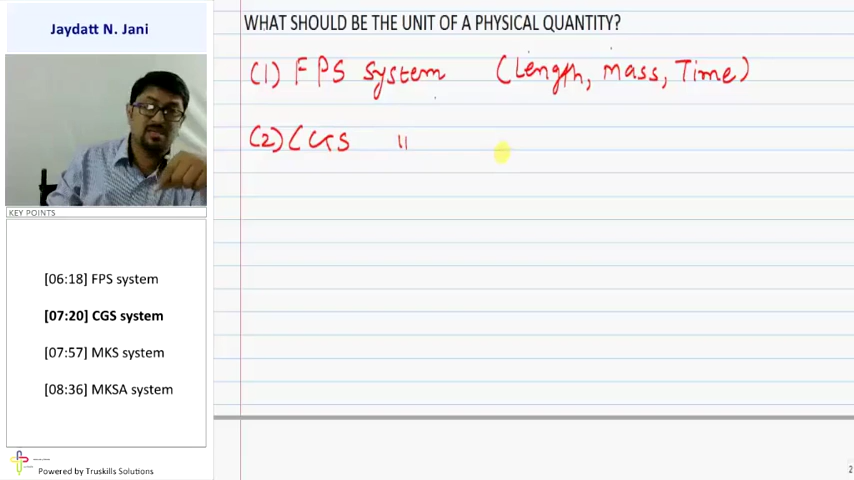 Jaydatt N. Jani
WHAT SHOULD BE THE UNIT OF A PHYSICAL QUANTITY?
(1) FPS System (Length, mass, Time)
(2) CGS "
KEY POINTS
[06:18] FPS system
[07:20] CGS system
[07:57] MKS system
[08:36] MKSA system
Powered by Truskills Solutions
2